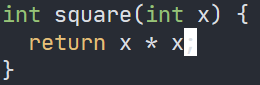 int square(int x) {
  return x * x;
}